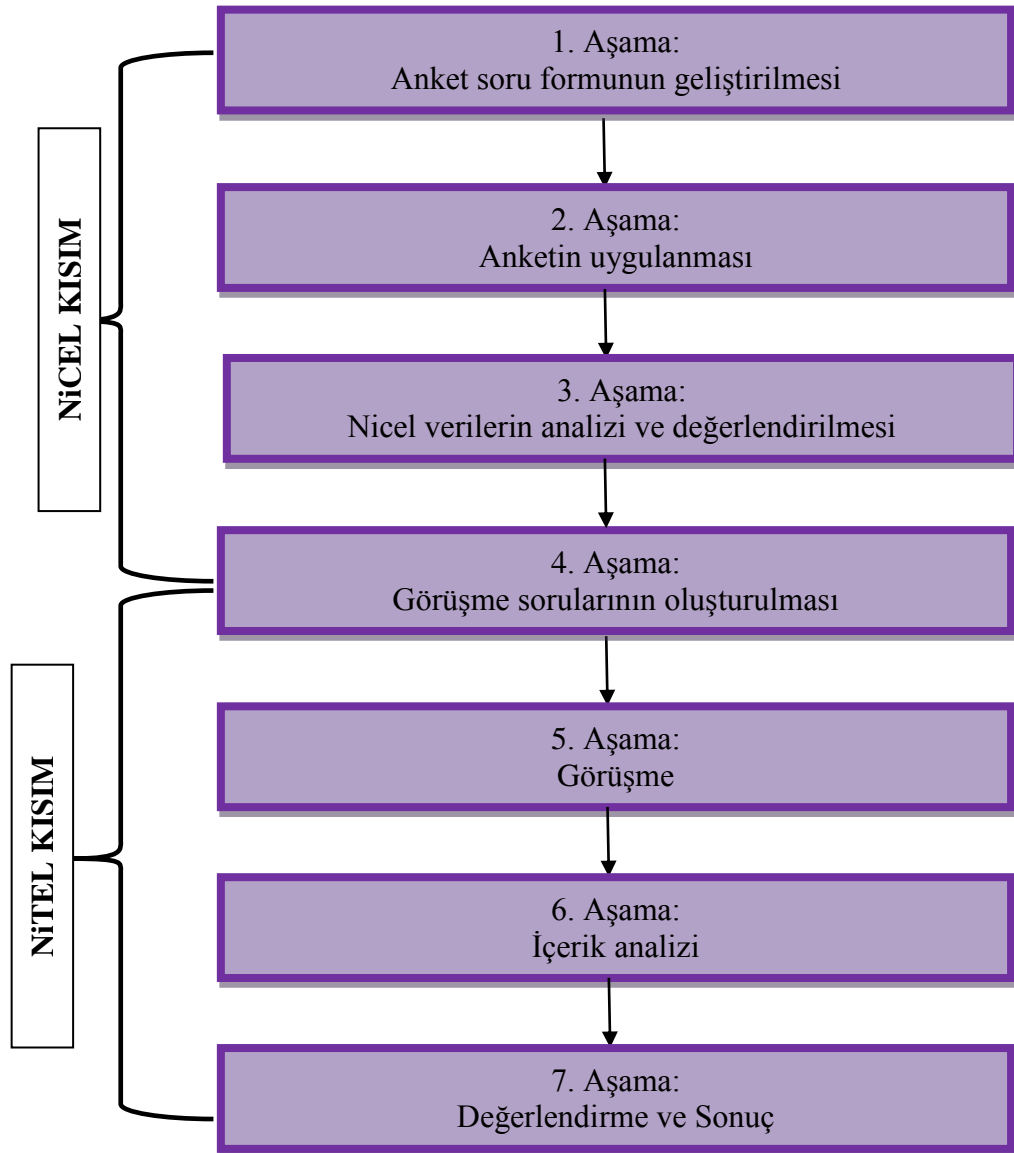 1. Aşama:
Anket soru formunun geliştirilmesi
2. Aşama:
Anketin uygulanması
3. Aşama:
Nicel verilerin analizi ve değerlendirilmesi
NiCEL KISIM
4. Aşama:
Görüşme sorularının oluşturulması
5. Aşama:
Görüşme
6. Aşama:
İçerik analizi
7. Aşama:
Değerlendirme ve Sonuç
NiTEL KISIM